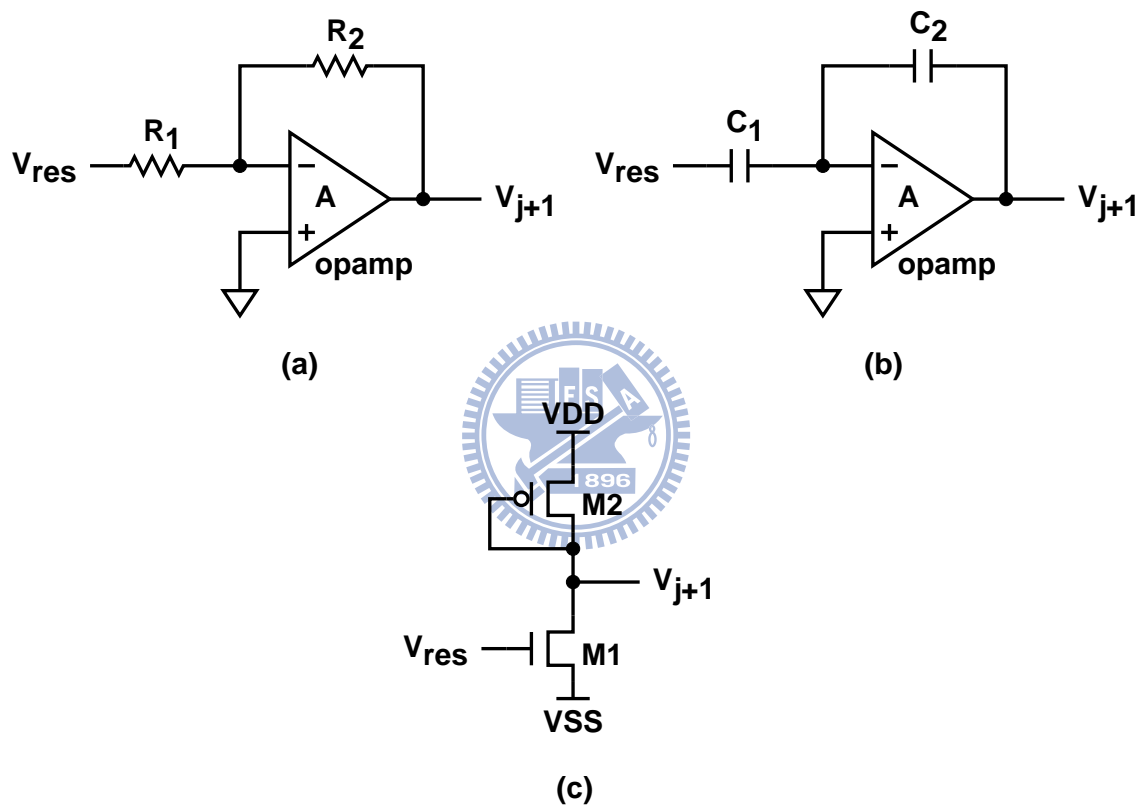 R2
R1
Vres
−
A
+
opamp
Vj+1
(a)
C2
C1
Vres
−
A
+
opamp
Vj+1
(b)
E S A
VDD
1896
M2
Vj+1
Vres
M1
VSS
(c)